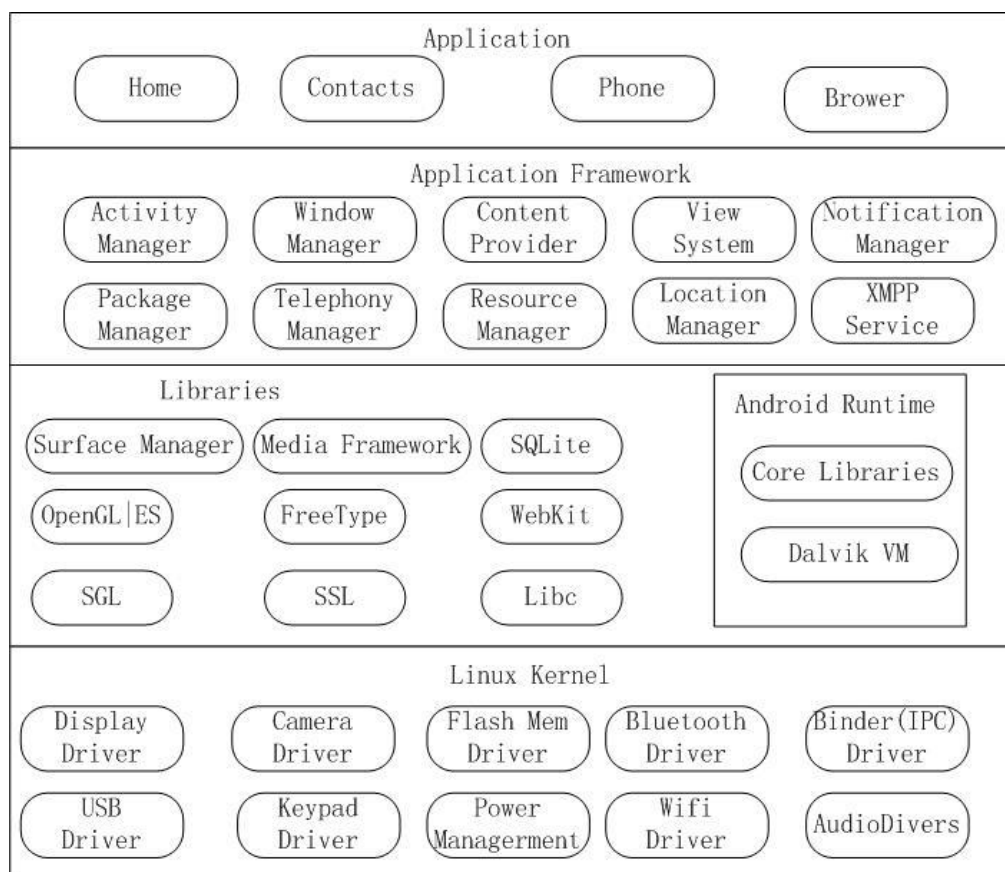 Application
Home
Contacts
Phone
Brower
Application Framework
Activity
Manager
Window
Manager
Content
Provider
View
System
Notification
Manager
Package
Manager
Telephony
Manager
Resource
Manager
Location
Manager
XMPP
Service
Libraries
Surface Manager
Media Framework
SQLite
OpenGL|ES
FreeType
WebKit
SGL
SSL
Libc
Android Runtime
Core Libraries
Dalvik VM
Linux Kernel
Display
Driver
Camera
Driver
Flash Mem
Driver
Bluetooth
Driver
Binder(IPC)
Driver
USB
Driver
Keypad
Driver
Power
Managerment
Wifi
Driver
AudioDivers